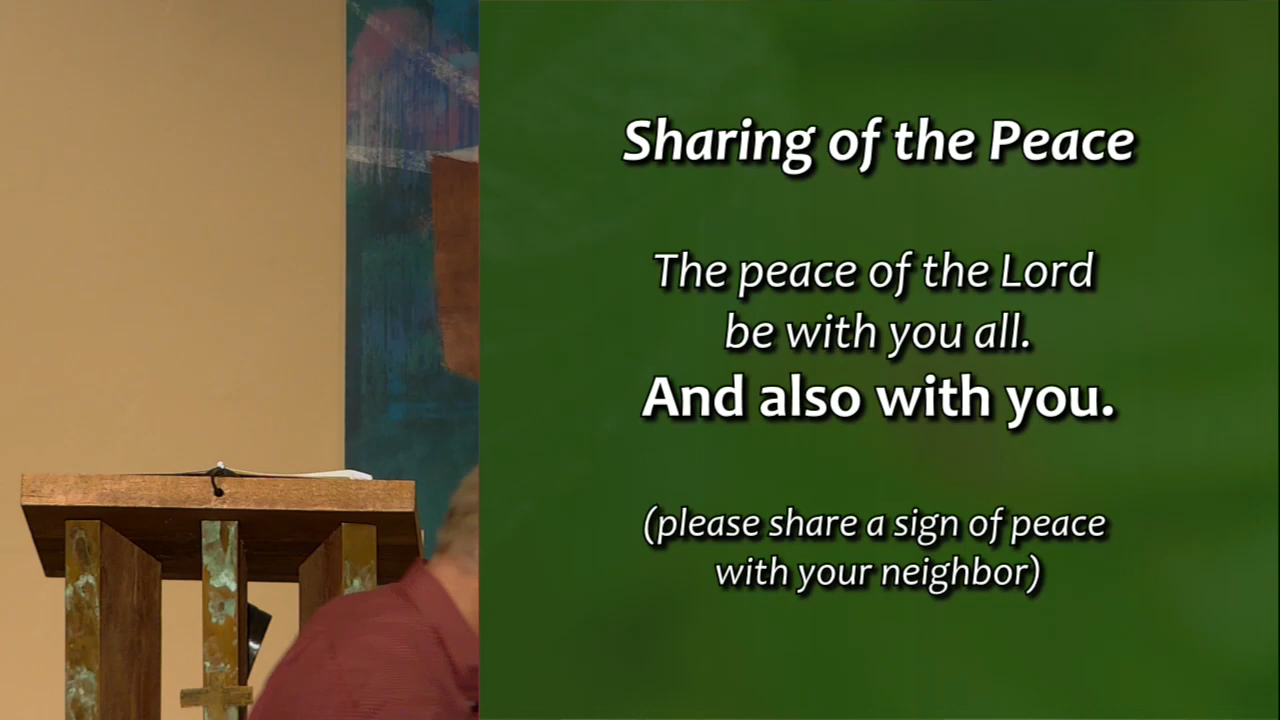 Sharing of the Peace
The peace of the Lord
be with you all.
And also with you.
(please share a sign of peace
with your neighbor)